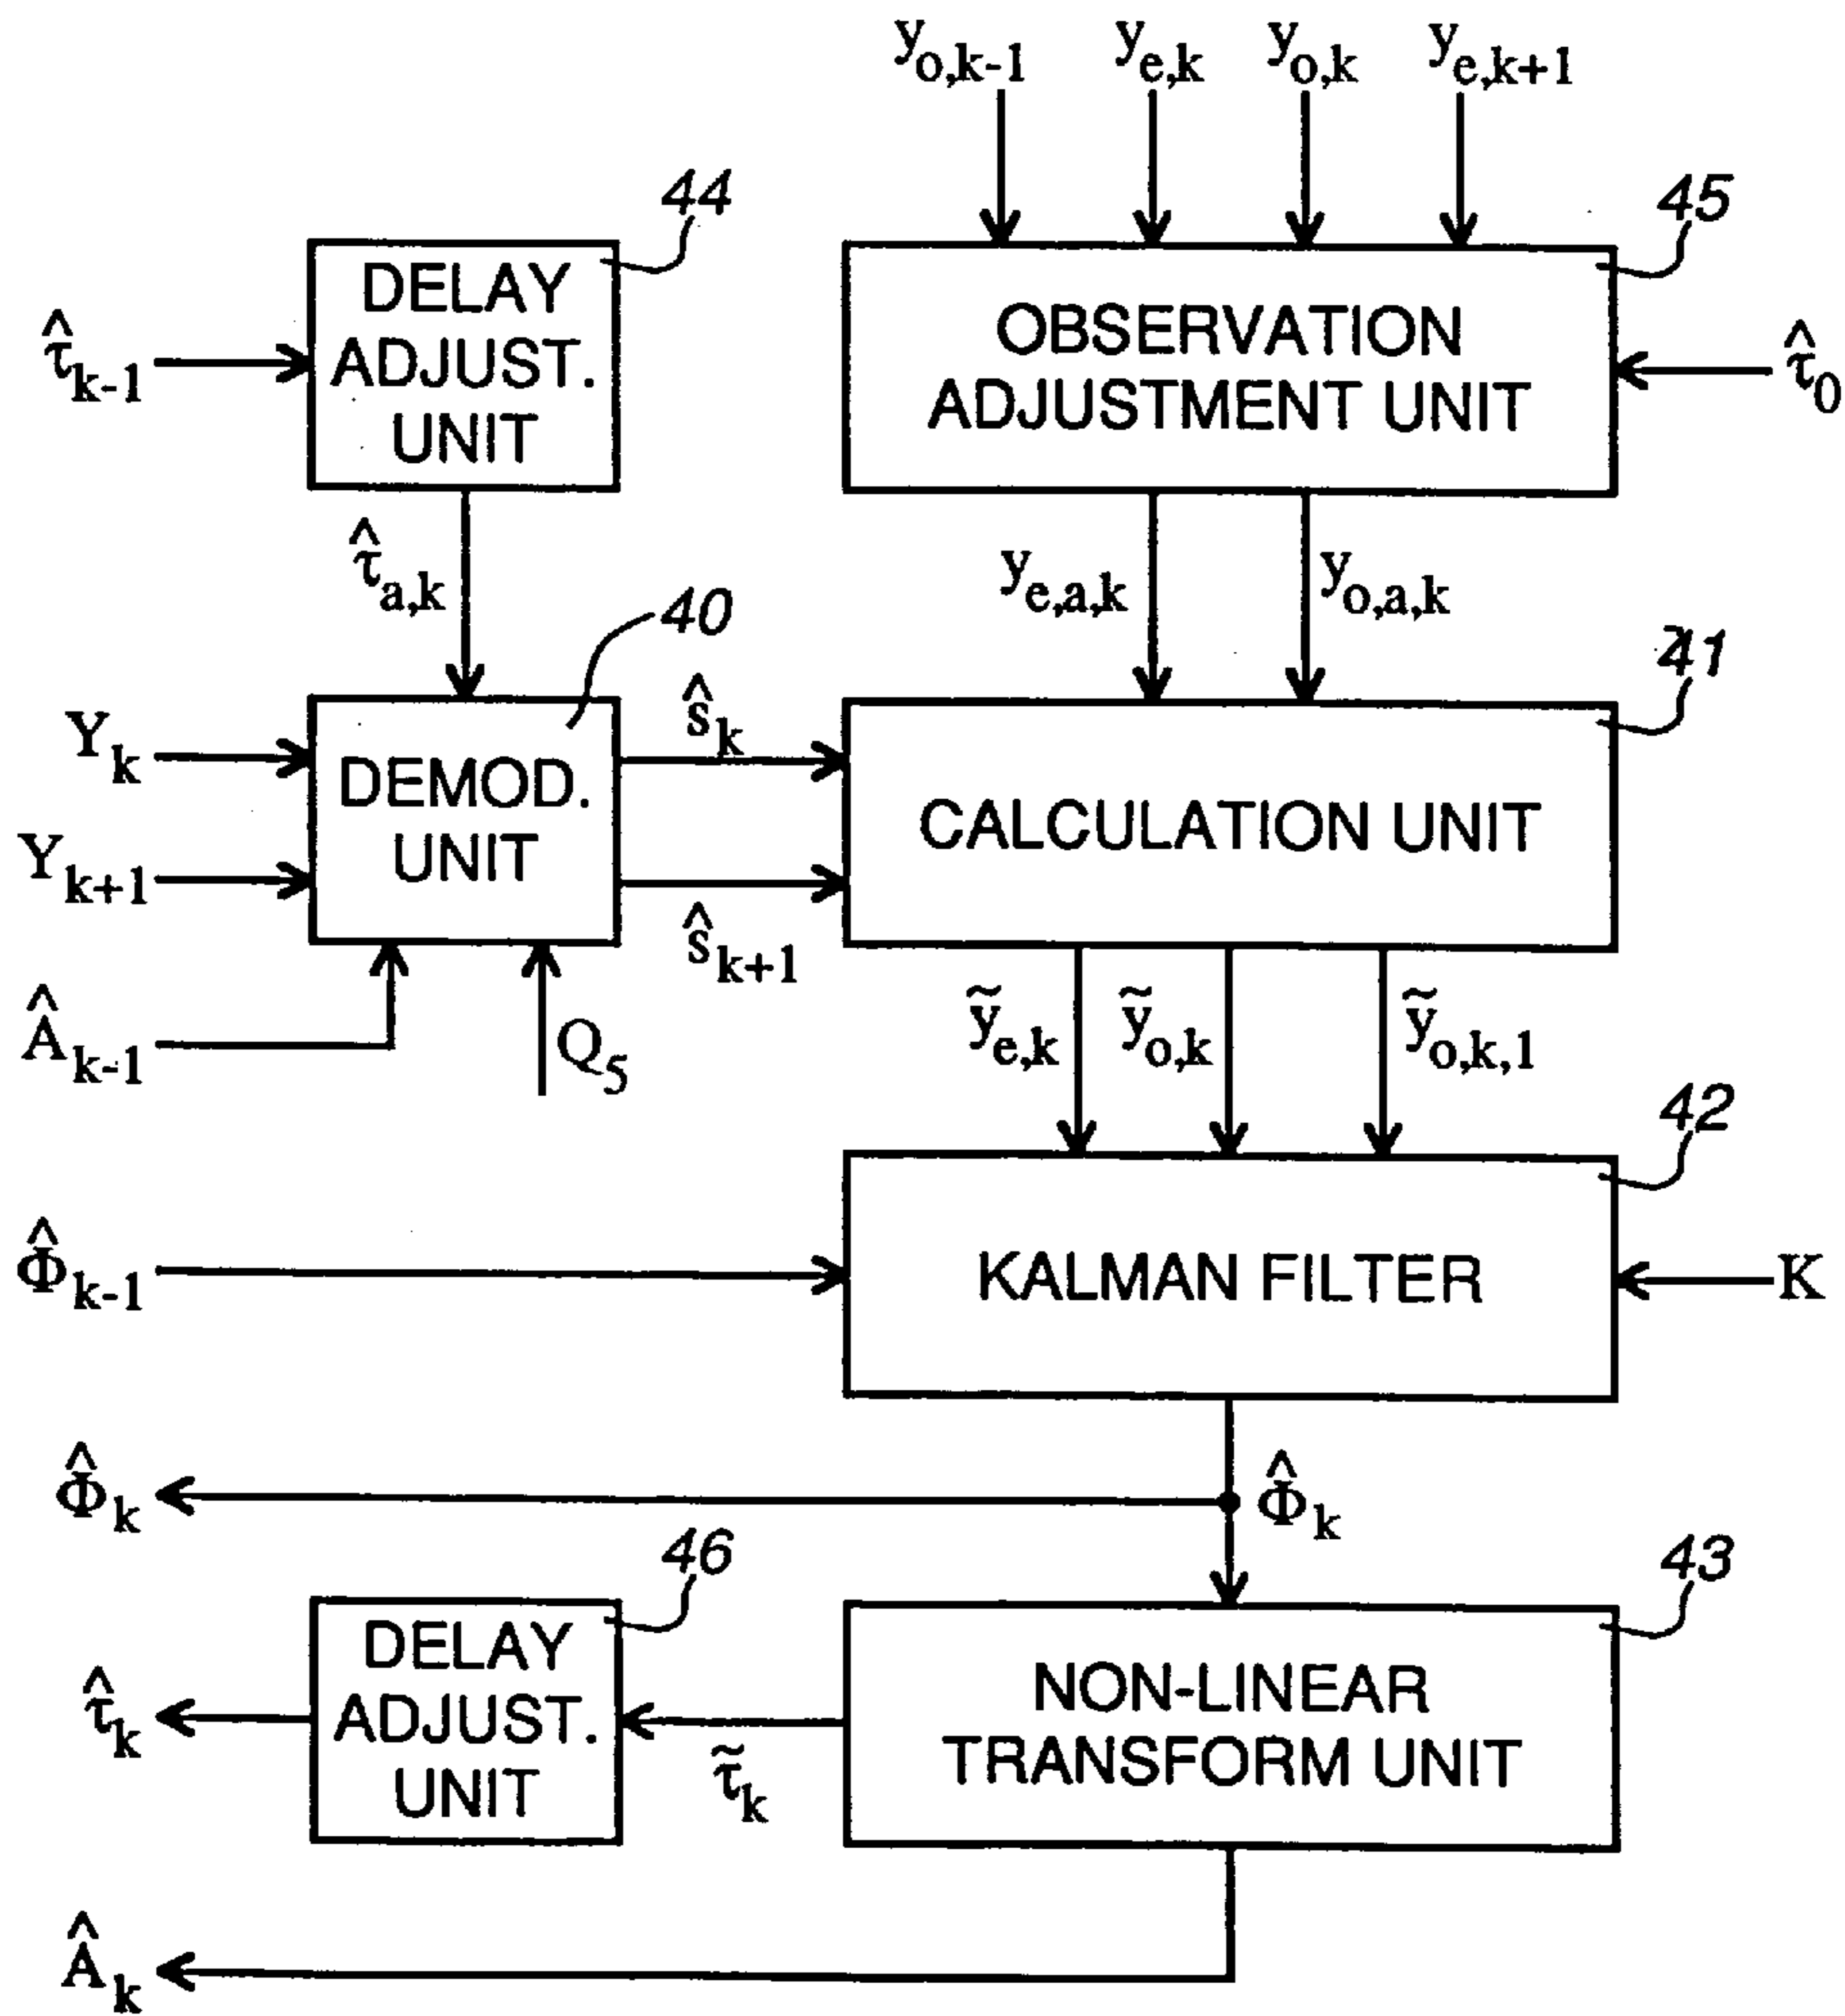 y_{o,k-1} y_{e,k} y_{o,k} y_{e,k+1}
44
45
DELAY
ADJUST.
UNIT
OBSERVATION
ADJUSTMENT UNIT
τ̂_{k-1}
τ̂_0
τ̂_{a,k}
y_{e,a,k} y_{o,a,k}
40
41
Y_k
Y_{k+1}
DEMOD.
UNIT
ŝ_k
ŝ_{k+1}
CALCULATION UNIT
Â_{k-1}
Q_5
ỹ_{e,k} ỹ_{o,k} ỹ_{o,k,1}
42
Φ̂_{k-1}
KALMAN FILTER
K
Φ̂_k
Φ̂_k
46
43
DELAY
ADJUST.
UNIT
NON-LINEAR
TRANSFORM UNIT
τ̂_k
τ̃_k
Â_k